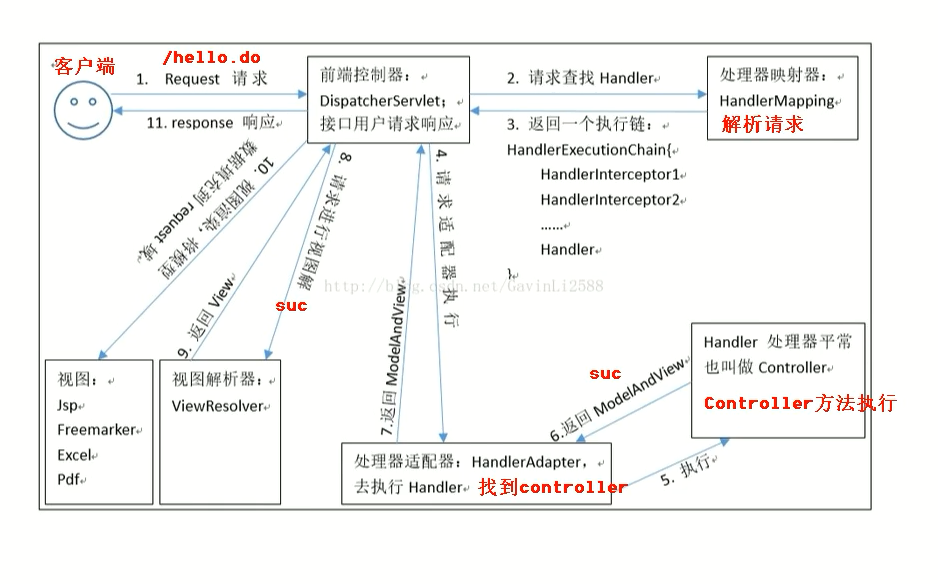 客户端
/hello.do
1. Request 请求
11. response 响应
前端控制器:
DispatcherServlet;
接口用户请求响应
2. 请求查找 Handler
3. 返回一个执行链:
HandlerExecutionChain{
HandlerInterceptor1
HandlerInterceptor2
......
Handler
}
处理器映射器:
HandlerMapping
解析请求
10. 视图渲染, 将模型
数据填充到 request 域。
9. 返回 View
8. 请求进行视图解
suc
7.返回 ModelAndView
4. 请求适配器执行
http://blog.csdn.net/GavinLi2588
视图:
Jsp
Freemarker
Excel
Pdf
视图解析器:
ViewResolver
处理器适配器: HandlerAdapter,
去执行 Handler 找到controller
suc
6.返回 ModelAndView
5. 执行
Handler 处理器平常
也叫做 Controller
Controller方法执行